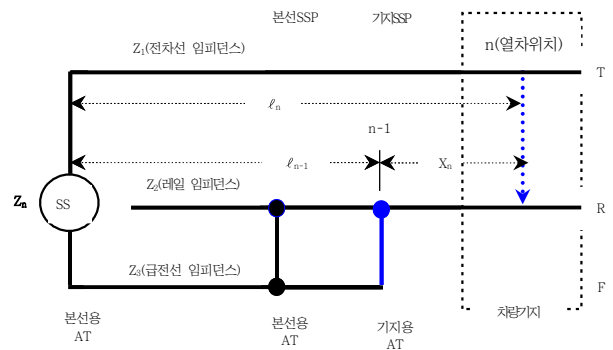 본선SSP 기지SSP
Z₁(전차선 임피던스) n(열차위치)
T
ℓₙ
n-1
ℓₙ₋₁ Xₙ
Z₂(레일 임피던스)
Zₙ SS R
Z₃(급전선 임피던스)
F
본선용 본선용 기지용 차량기지
AT AT AT